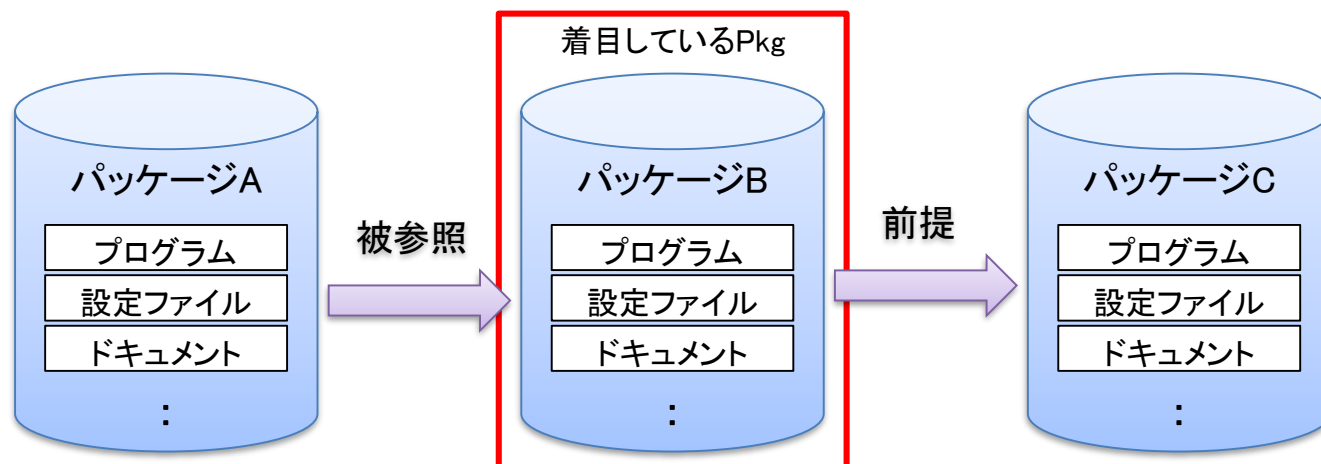 着目しているPkg
パッケージA
プログラム
設定ファイル
ドキュメント
:
被参照
パッケージB
プログラム
設定ファイル
ドキュメント
:
前提
パッケージC
プログラム
設定ファイル
ドキュメント
: